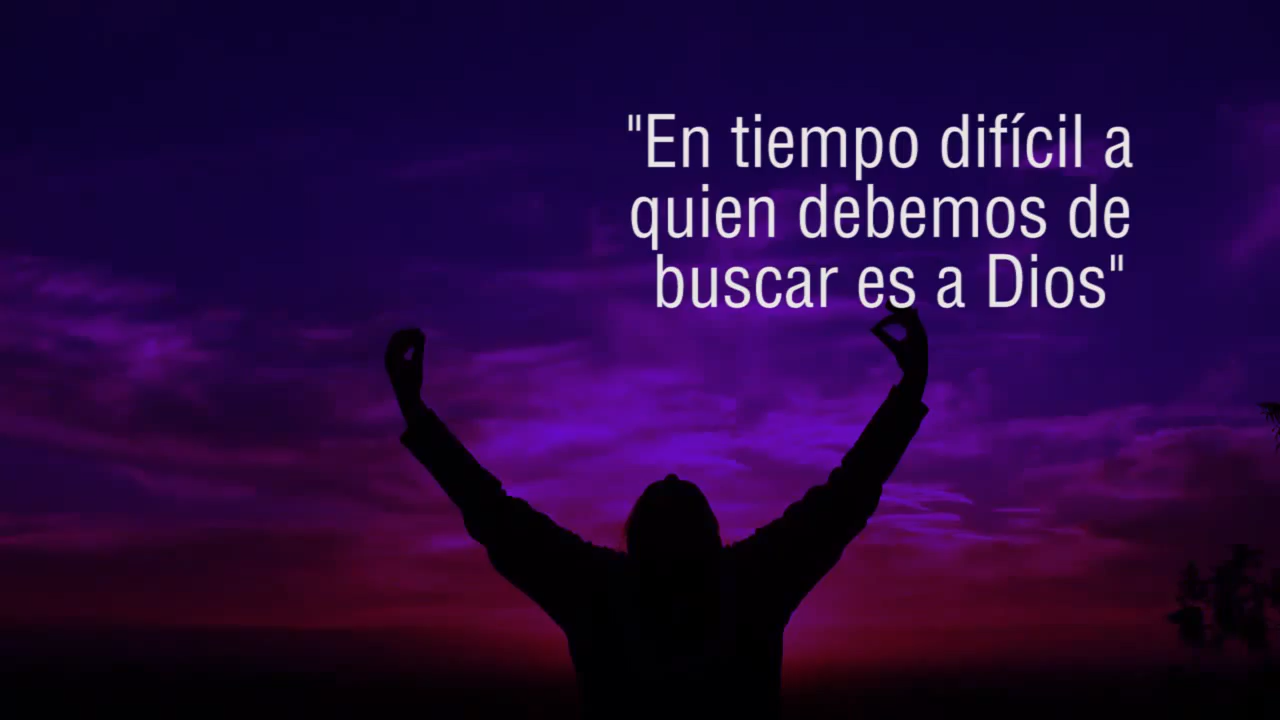 "En tiempo difícil a
quien debemos de
buscar es a Dios"